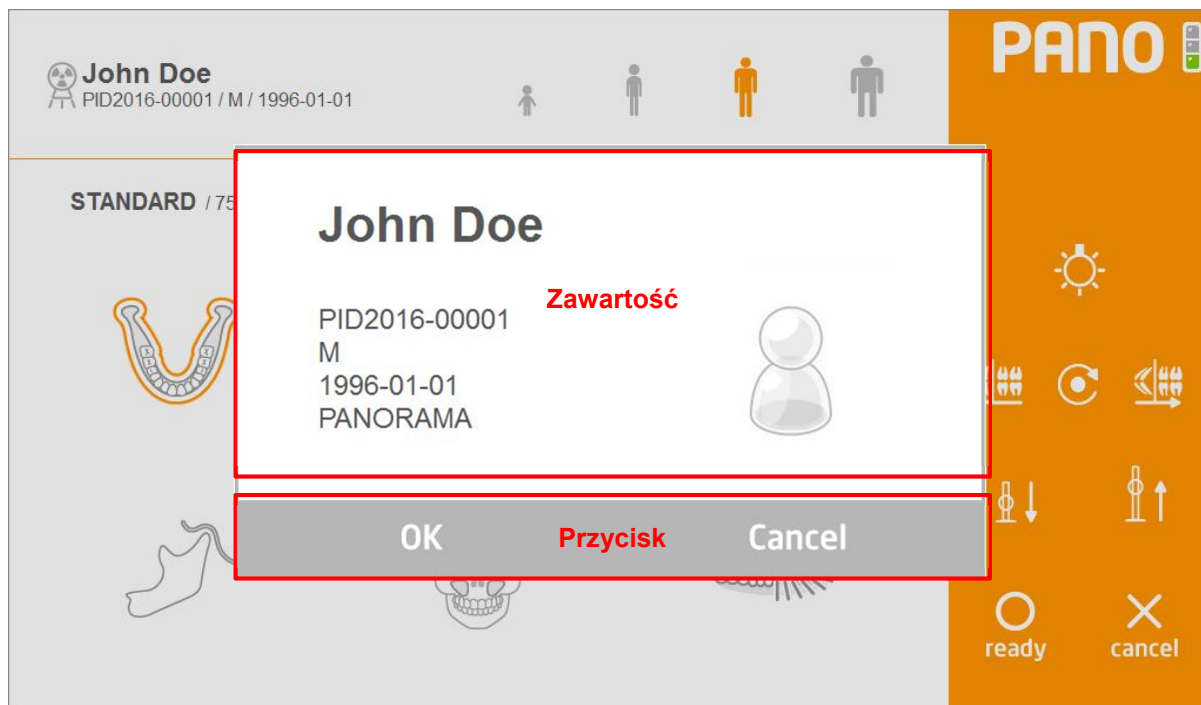 John Doe
PID2016-00001 / M / 1996-01-01
PANO
STANDARD / 75
John Doe
Zawartość
PID2016-00001
M
1996-01-01
PANORAMA
OK
Przycisk
Cancel
ready
cancel